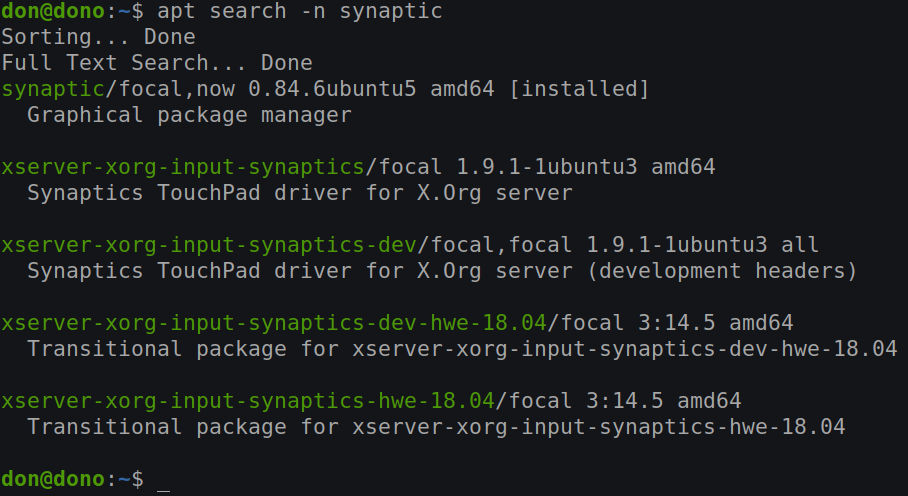 don@dono:~$ apt search -n synaptic
Sorting... Done
Full Text Search... Done
synaptic/focal,now 0.84.6ubuntu5 amd64 [installed]
  Graphical package manager

xserver-xorg-input-synaptics/focal 1.9.1-1ubuntu3 amd64
  Synaptics TouchPad driver for X.Org server

xserver-xorg-input-synaptics-dev/focal,focal 1.9.1-1ubuntu3 all
  Synaptics TouchPad driver for X.Org server (development headers)

xserver-xorg-input-synaptics-dev-hwe-18.04/focal 3:14.5 amd64
  Transitional package for xserver-xorg-input-synaptics-dev-hwe-18.04

xserver-xorg-input-synaptics-hwe-18.04/focal 3:14.5 amd64
  Transitional package for xserver-xorg-input-synaptics-hwe-18.04

don@dono:~$ _